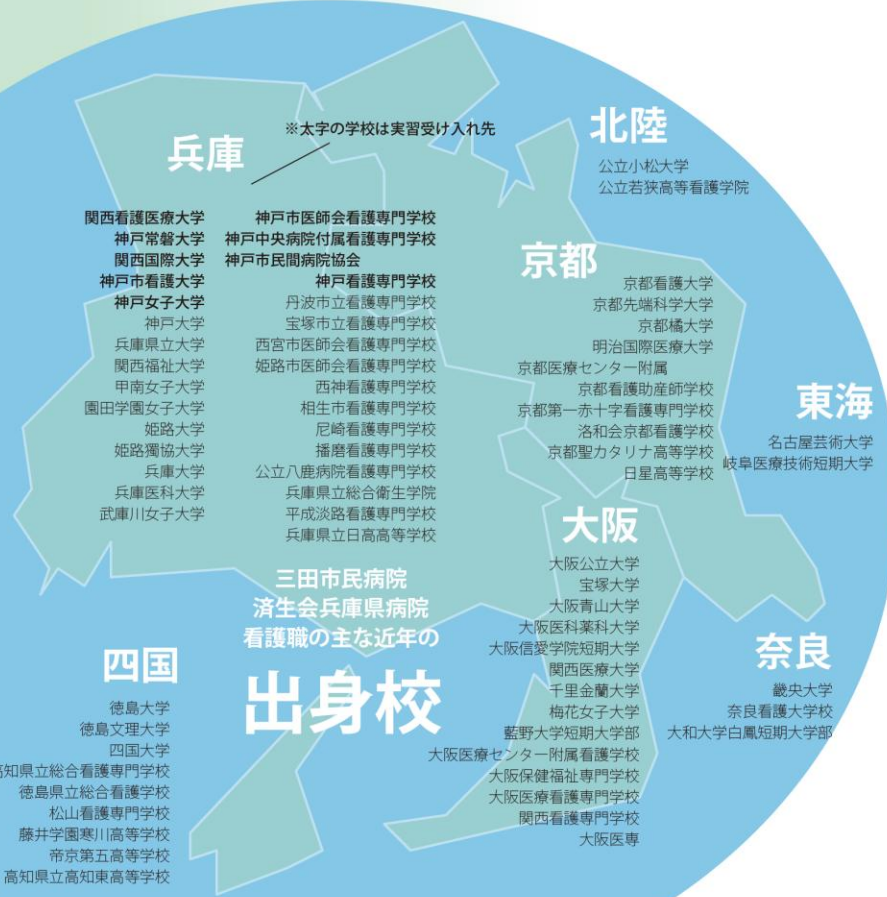 兵庫
※太字の学校は実習受け入れ先
関西看護医療大学
神戸常磐大学
関西国際大学
神戸市看護大学
神戸女子大学
神戸大学
兵庫県立大学
関西福祉大学
甲南女子大学
園田学園女子大学
姫路大学
姫路獨協大学
兵庫大学
兵庫医科大学
武庫川女子大学
神戸市医師会看護専門学校
神戸中央病院付属看護専門学校
神戸市民間病院協会
神戸看護専門学校
丹波市立看護専門学校
宝塚市立看護専門学校
西宮市医師会看護専門学校
姫路市医師会看護専門学校
西神看護専門学校
相生市看護専門学校
尼崎看護専門学校
播磨看護専門学校
公立八鹿病院看護専門学校
兵庫県立総合衛生学院
平成淡路看護専門学校
兵庫県立日高高等学校
北陸
公立小松大学
公立若狭高等看護学院
京都
京都看護大学
京都先端科学大学
京都橘大学
明治国際医療大学
京都医療センター附属
京都看護助産師学校
京都第一赤十字看護専門学校
洛和会京都看護学校
京都聖カタリナ高等学校
日星高等学校
東海
名古屋芸術大学
岐阜医療技術短期大学
大阪
大阪公立大学
宝塚大学
大阪青山大学
大阪医科薬科大学
大阪信愛学院短期大学
関西医療大学
千里金蘭大学
梅花女子大学
藍野大学短期大学部
大阪医療センター附属看護学校
大阪保健福祉専門学校
大阪医療看護専門学校
関西看護専門学校
大阪医専
奈良
畿央大学
奈良看護大学校
大和大学白鳳短期大学部
三田市民病院
済生会兵庫県病院
看護職の主な近年の
出身校
四国
徳島大学
徳島文理大学
四国大学
高知県立総合看護専門学校
徳島県立総合看護学校
松山看護専門学校
藤井学園寒川高等学校
帝京第五高等学校
高知県立高知東高等学校